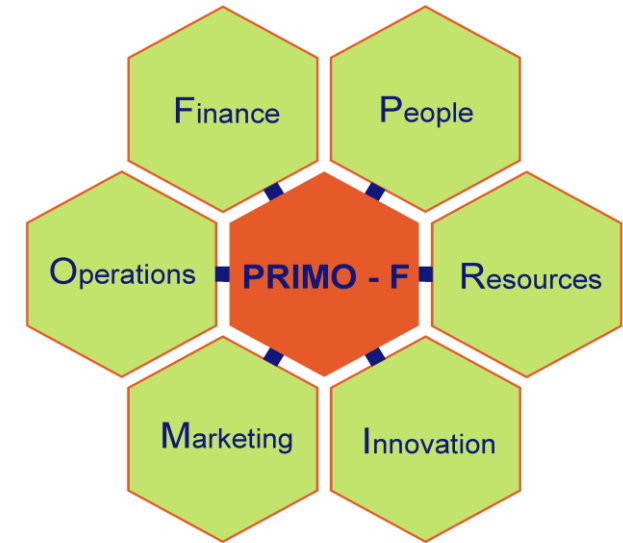 Finance
People
Operations
PRIMO - F
Resources
Marketing
Innovation